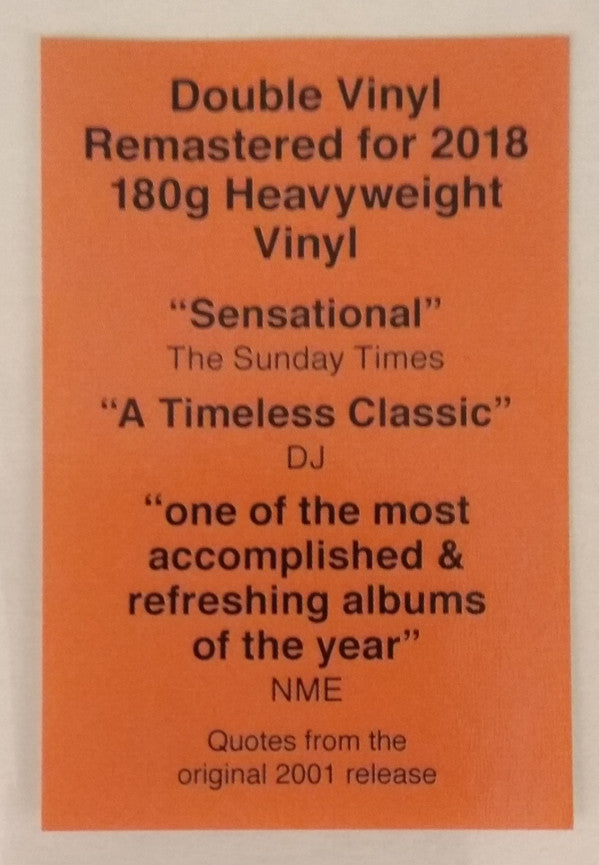 Double Vinyl
Remastered for 2018
180g Heavyweight
Vinyl
“Sensational”
The Sunday Times
“A Timeless Classic”
DJ
“one of the most
accomplished &
refreshing albums
of the year”
NME
Quotes from the
original 2001 release